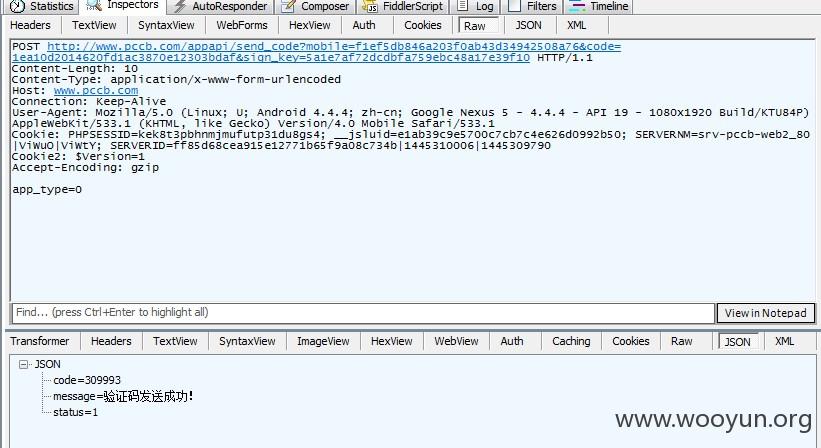 Statistics Inspectors AutoResponder Composer FiddlerScript Log Filters Timeline
Headers TextView SyntaxView WebForms HexView Auth Cookies Raw JSON XML
POST http://www.pccb.com/appapi/send_code?mobile=f1ef5db846a203f0ab43d34942508a76&code=
1ea10d2014620fd1ac3870e12303bdaf&sign_key=5a1e7af72dcdbfa759ebc48a17e39f10 HTTP/1.1
Content-Length: 10
Content-Type: application/x-www-form-urlencoded
Host: www.pccb.com
Connection: Keep-Alive
User-Agent: Mozilla/5.0 (Linux; U; Android 4.4.4; zh-cn; Google Nexus 5 - 4.4.4 - API 19 - 1080x1920 Build/KTU84P)
AppleWebKit/533.1 (KHTML, like Gecko) Version/4.0 Mobile Safari/533.1
Cookie: PHPSESSID=kek8t3pbhnmjmufutp31du8gs4; __jsluid=e1ab39c9e5700c7cb7c4e626d0992b50; SERVERNM=srv-pccb-web2_80
|ViWuO|ViWtY; SERVERID=ff85d68cea915e12771b65f9a08c734b|1445310006|1445309790
Cookie2: $Version=1
Accept-Encoding: gzip
app_type=0
Find... (press Ctrl+Enter to highlight all) View in Notepad
Transformer Headers TextView SyntaxView ImageView HexView WebView Auth Caching Cookies Raw JSON XML
JSON
code=309993
message=验证码发送成功!
status=1
www.wooyun.org